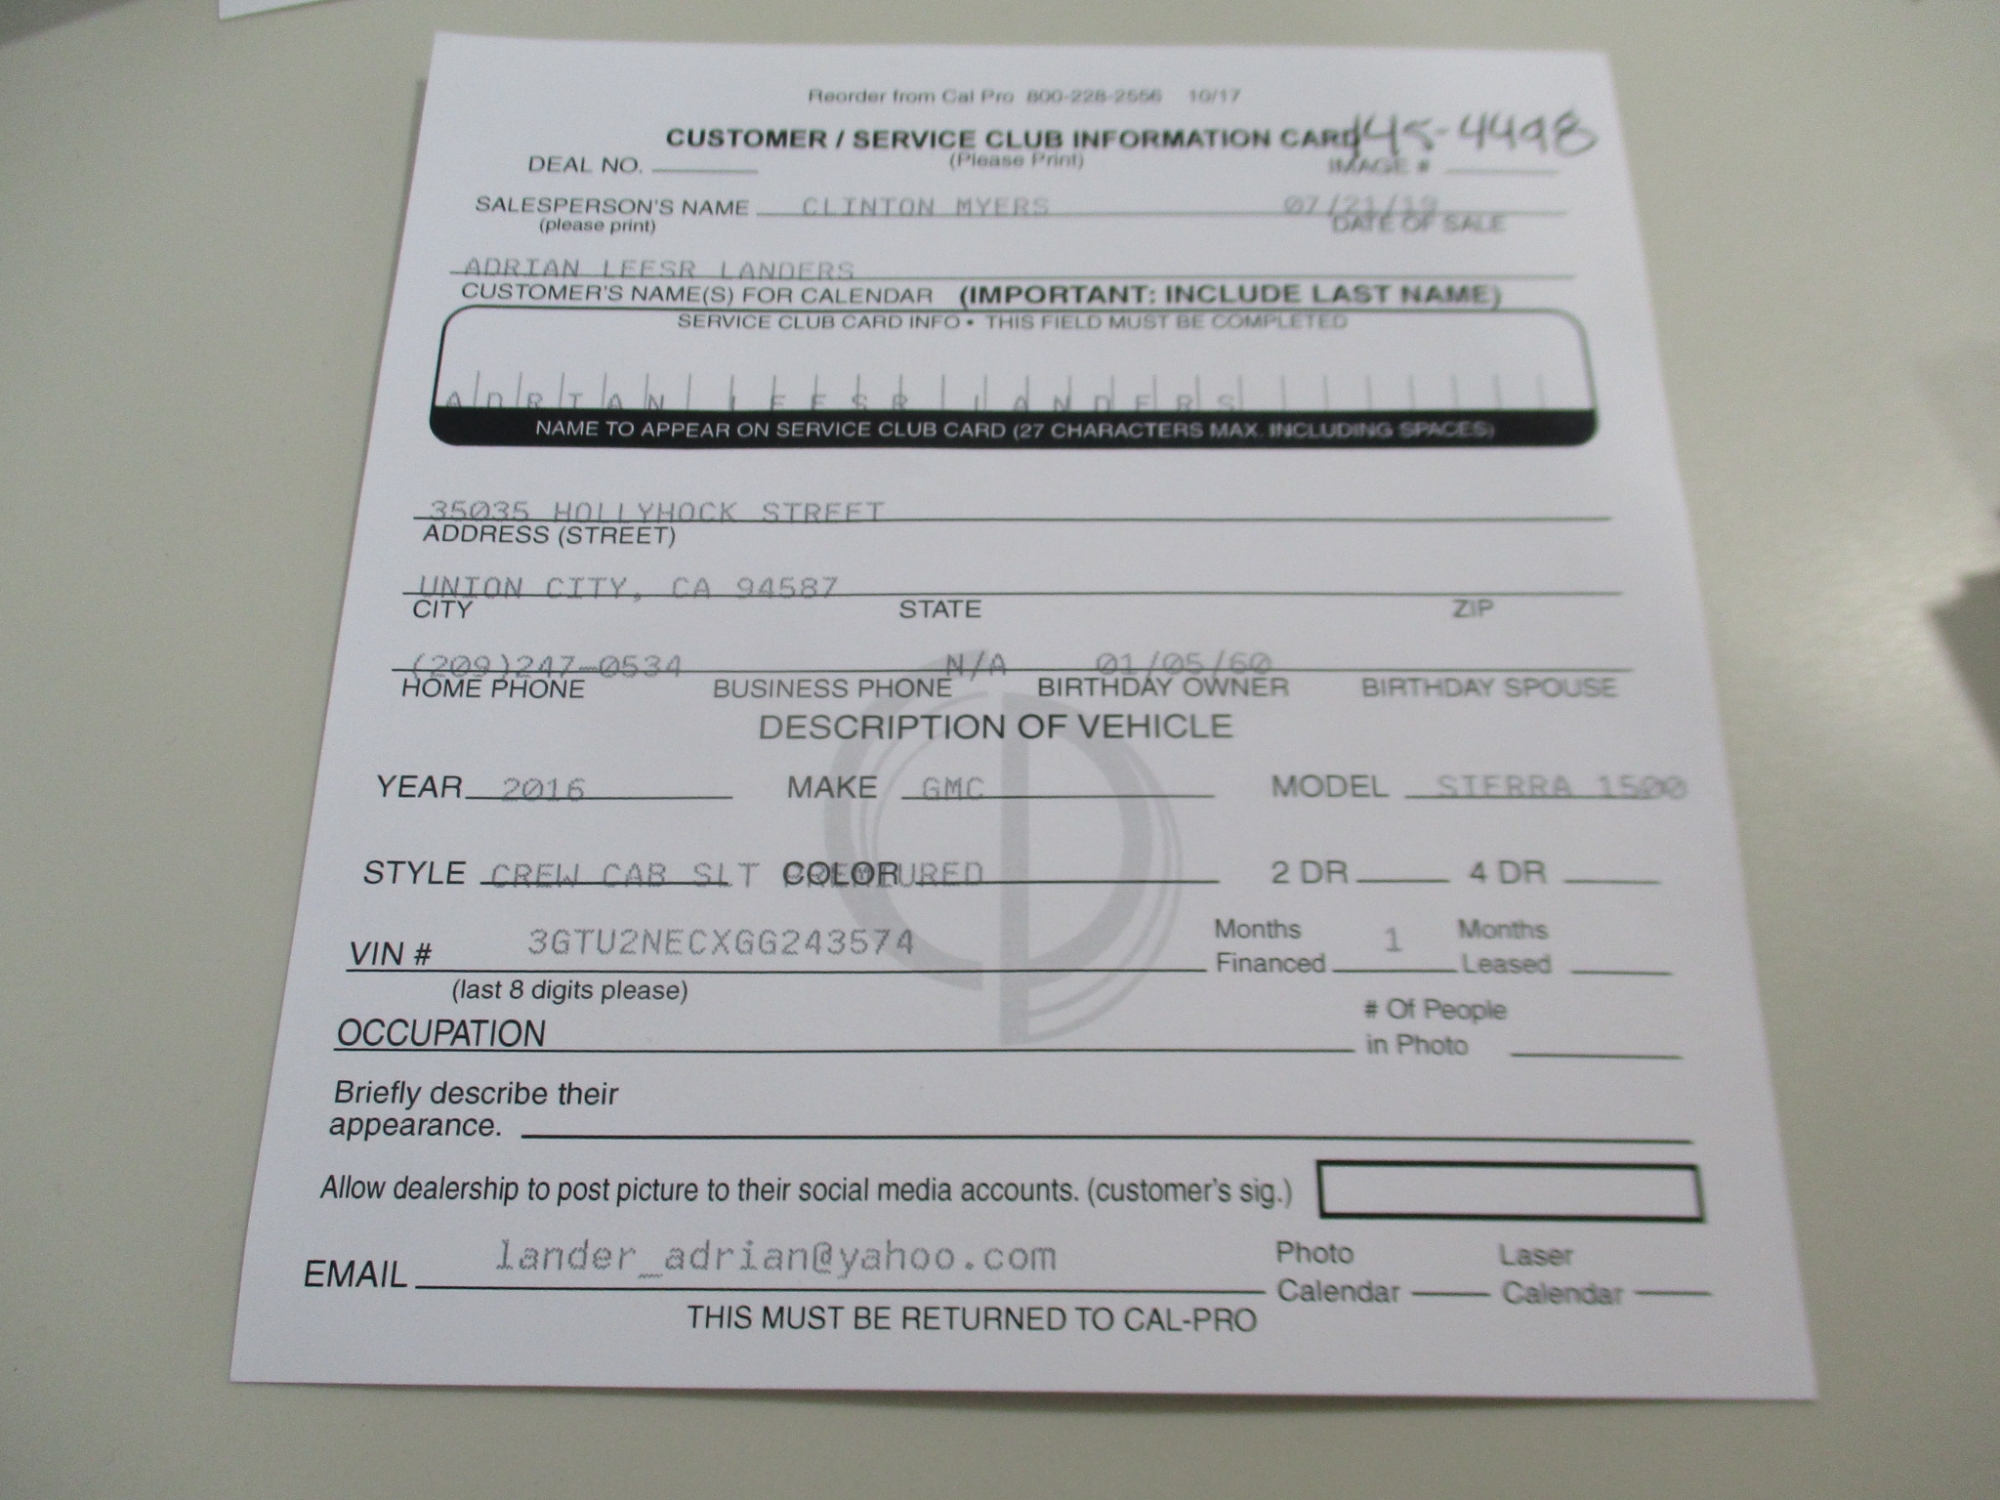 Reorder from Cal Pro 800-228-2556 10/17
CUSTOMER / SERVICE CLUB INFORMATION CARD 145-4498
DEAL NO. (Please Print) IMAGE #
SALESPERSON'S NAME CLINTON MYERS 07/21/19
(please print) DATE OF SALE
ADRIAN LEESR LANDERS
CUSTOMER'S NAME(S) FOR CALENDAR (IMPORTANT: INCLUDE LAST NAME)
SERVICE CLUB CARD INFO • THIS FIELD MUST BE COMPLETED
ADRIAN LEESR LANDERS
NAME TO APPEAR ON SERVICE CLUB CARD (27 CHARACTERS MAX. INCLUDING SPACES)
35035 HOLLYHOCK STREET
ADDRESS (STREET)
UNION CITY, CA 94587
CITY STATE ZIP
(209)247-0534 N/A 01/05/60
HOME PHONE BUSINESS PHONE BIRTHDAY OWNER BIRTHDAY SPOUSE
DESCRIPTION OF VEHICLE
YEAR 2016 MAKE GMC MODEL SIERRA 1500
STYLE CREW CAB SLT COLOR
2 DR 4 DR
VIN # 3GTU2NECXGG243574 Months Financed 1 Months Leased
(last 8 digits please)
OCCUPATION # Of People in Photo
Briefly describe their
appearance.
Allow dealership to post picture to their social media accounts. (customer's sig.)
EMAIL lander_adrian@yahoo.com Photo Calendar Laser Calendar
THIS MUST BE RETURNED TO CAL-PRO